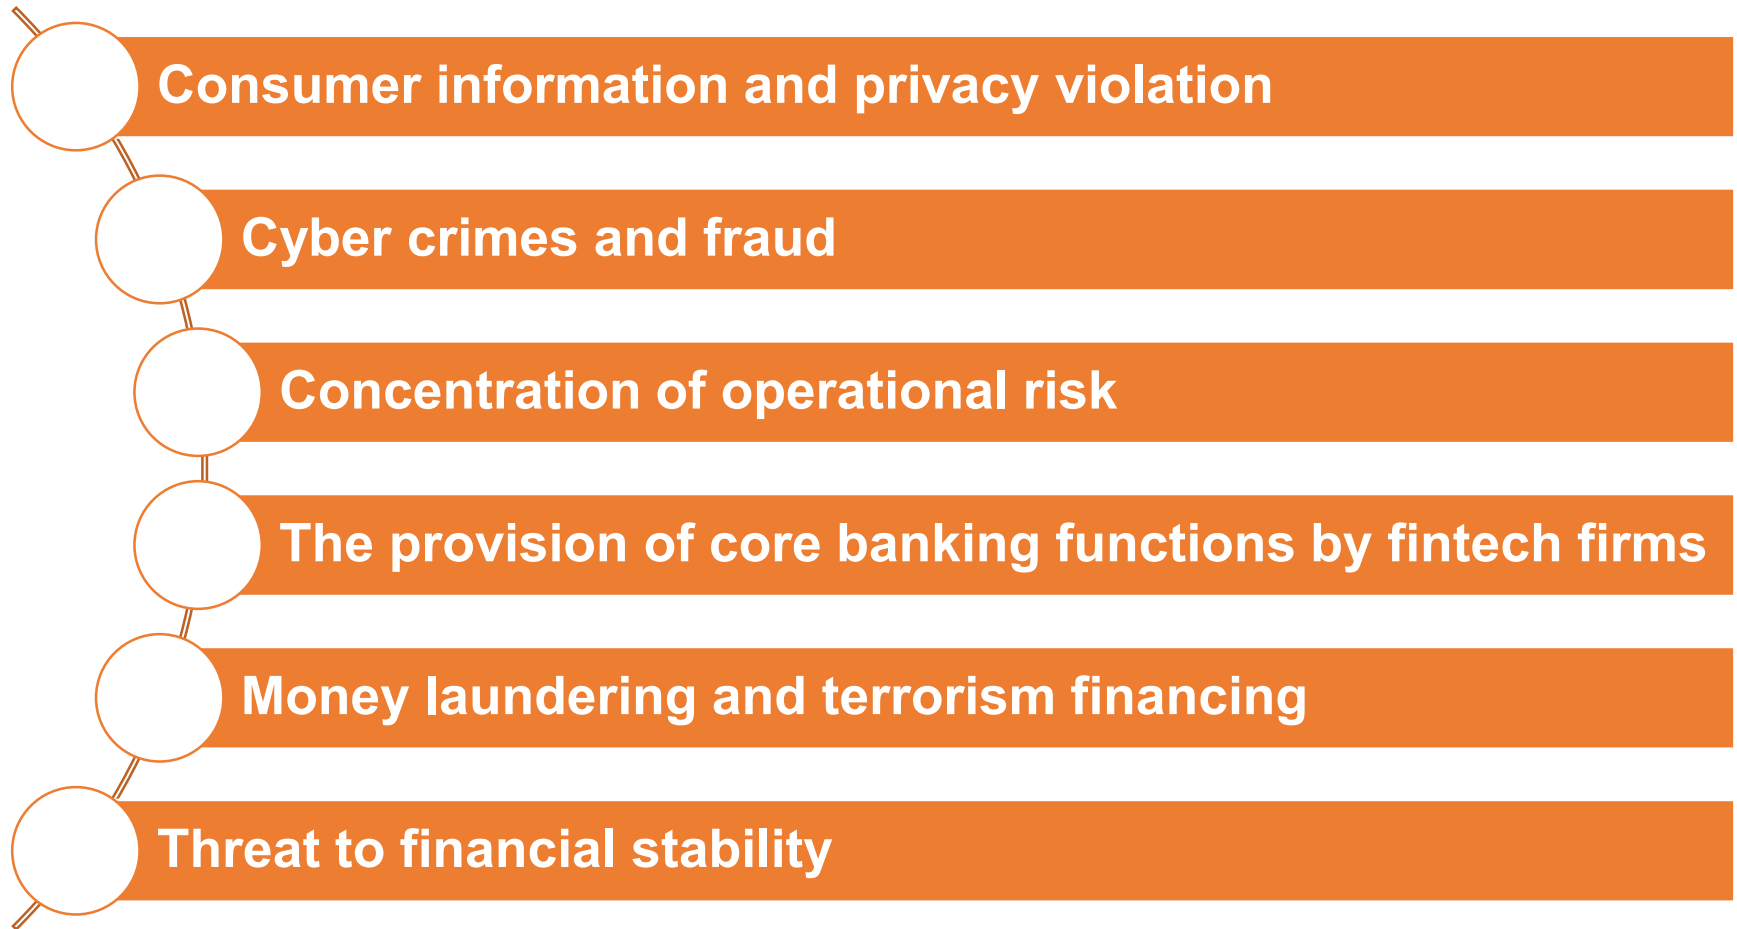 Consumer information and privacy violation
Cyber crimes and fraud
Concentration of operational risk
The provision of core banking functions by fintech firms
Money laundering and terrorism financing
Threat to financial stability